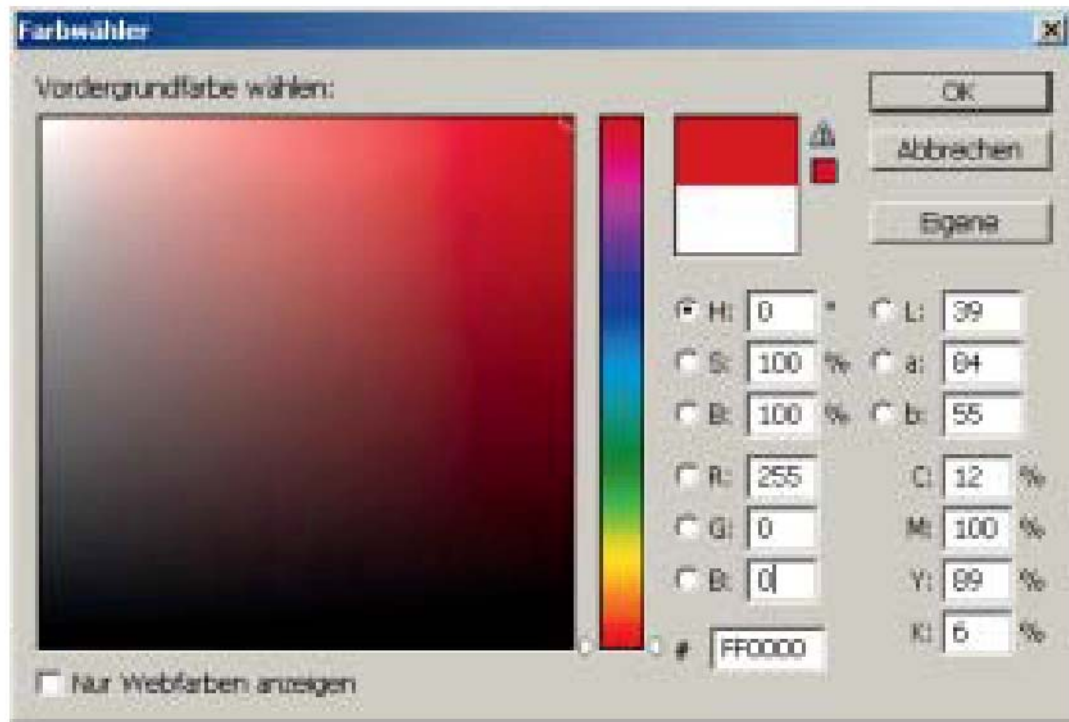 Farbwähler
Vordergrundfarbe wählen:
OK
Abbrechen
Eigene
H: 0 °
S: 100 %
B: 100 %
R: 255
G: 0
B: 0
# FF0000
L: 39
a: 84
b: 55
C: 12 %
M: 100 %
Y: 89 %
K: 6 %
Nur Webfarben anzeigen